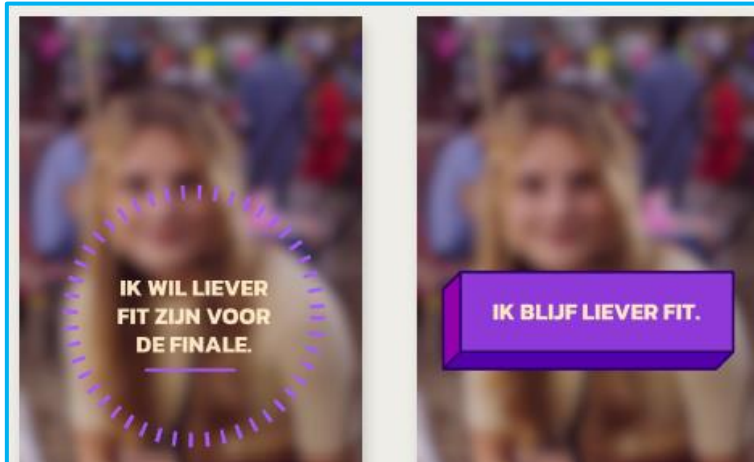 IK WIL LIEVER
FIT ZIJN VOOR
DE FINALE.
IK BLIJF LIEVER FIT.